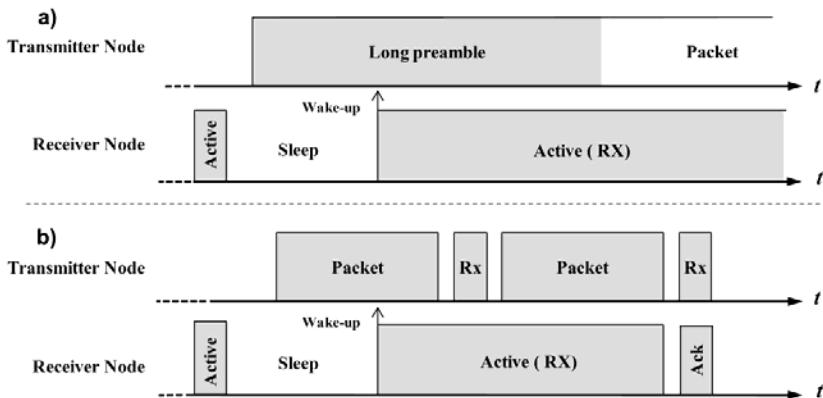 a)
Transmitter Node
Long preamble
Packet
t
Wake-up
Receiver Node
Active
Sleep
Active ( RX)
t
b)
Transmitter Node
Packet
Rx
Packet
Rx
t
Wake-up
Receiver Node
Active
Sleep
Active ( RX)
Ack
t